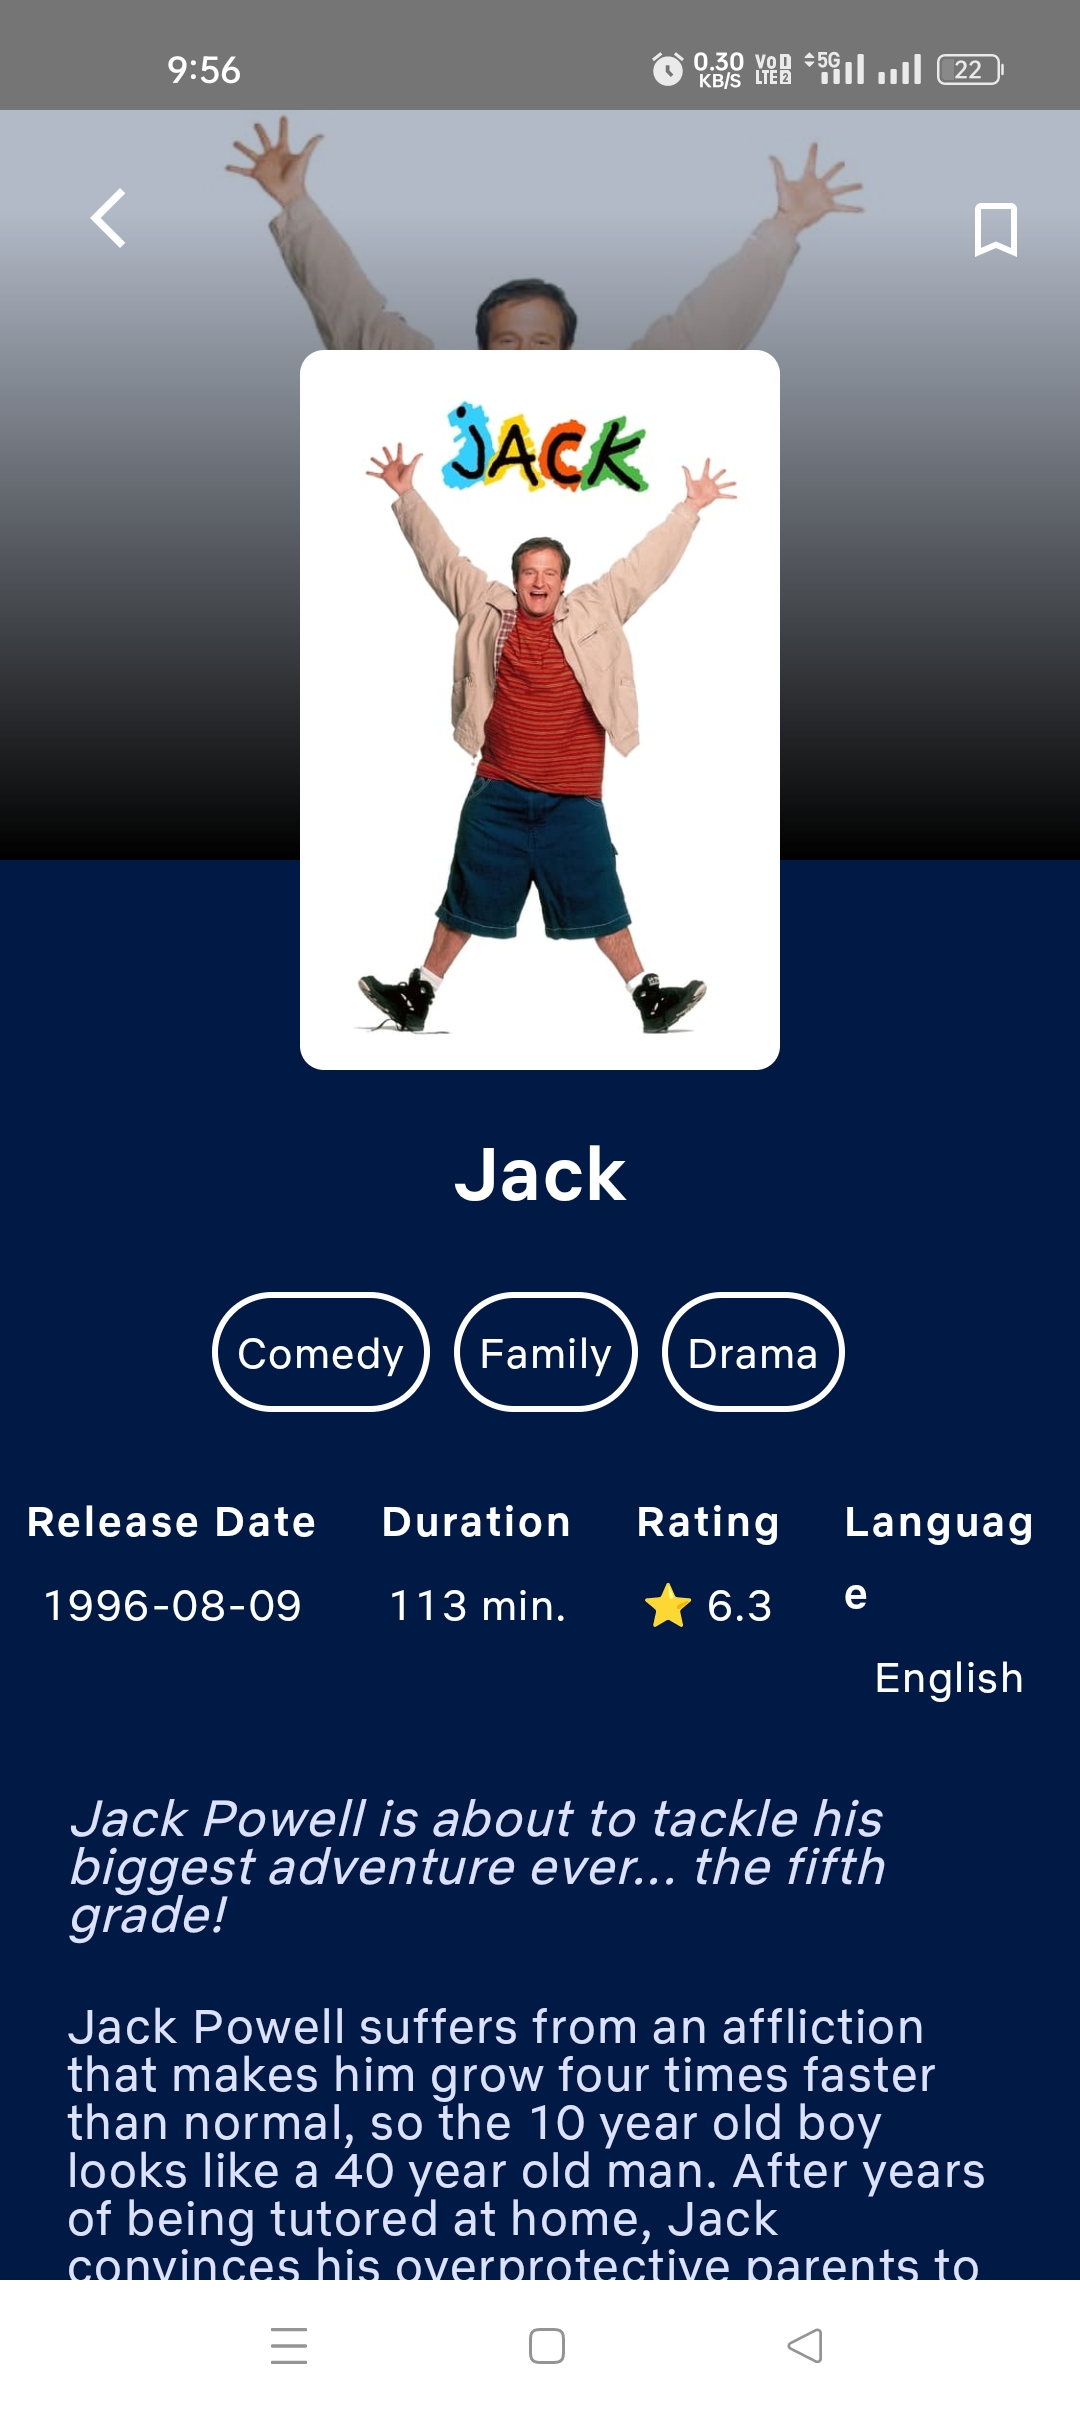 9:56
0.30
KB/S
VoD
LTE 2
5G
22
JACK
Jack
Comedy Family Drama
Release Date Duration Rating Languag
e
1996-08-09 113 min. ⭐ 6.3
English
Jack Powell is about to tackle his
biggest adventure ever... the fifth
grade!
Jack Powell suffers from an affliction
that makes him grow four times faster
than normal, so the 10 year old boy
looks like a 40 year old man. After years
of being tutored at home, Jack
convinces his overprotective parents to